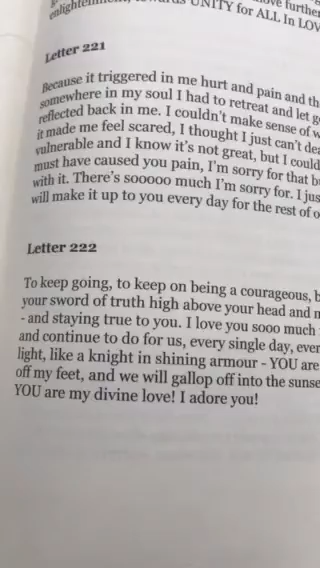 enlightenment, to UNITY for ALL In LOV
Letter 221
Because it triggered in me hurt and pain and th
somewhere in my soul I had to retreat and let g
reflected back in me. I couldn't make sense of w
it made me feel scared, I thought I just can't dea
vulnerable and I know it's not great, but I could
must have caused you pain, I'm sorry for that b
with it. There's sooooo much I'm sorry for. I jus
will make it up to you every day for the rest of o
Letter 222
To keep going, to keep on being a courageous, b
your sword of truth high above your head and n
- and staying true to you. I love you sooo much
and continue to do for us, every single day, ever
light, like a knight in shining armour - YOU are
off my feet, and we will gallop off into the sunse
YOU are my divine love! I adore you!